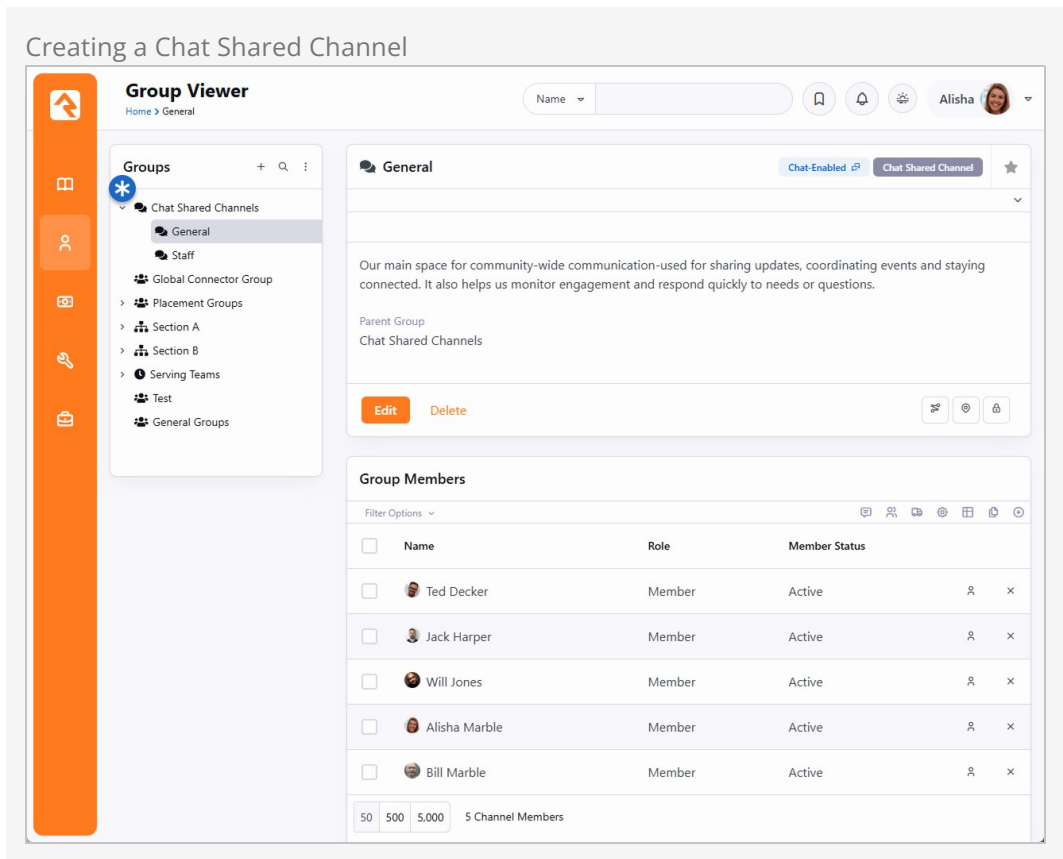 Creating a Chat Shared Channel
Group Viewer
Home > General
Name
Alisha
Groups
Chat Shared Channels
General
Staff
Global Connector Group
Placement Groups
Section A
Section B
Serving Teams
Test
General Groups
General
Chat-Enabled
Chat Shared Channel
Our main space for community-wide communication-used for sharing updates, coordinating events and staying
connected. It also helps us monitor engagement and respond quickly to needs or questions.
Parent Group
Chat Shared Channels
Edit Delete
Group Members
Filter Options
Name Role Member Status
Ted Decker Member Active
Jack Harper Member Active
Will Jones Member Active
Alisha Marble Member Active
Bill Marble Member Active
50 500 5,000 5 Channel Members